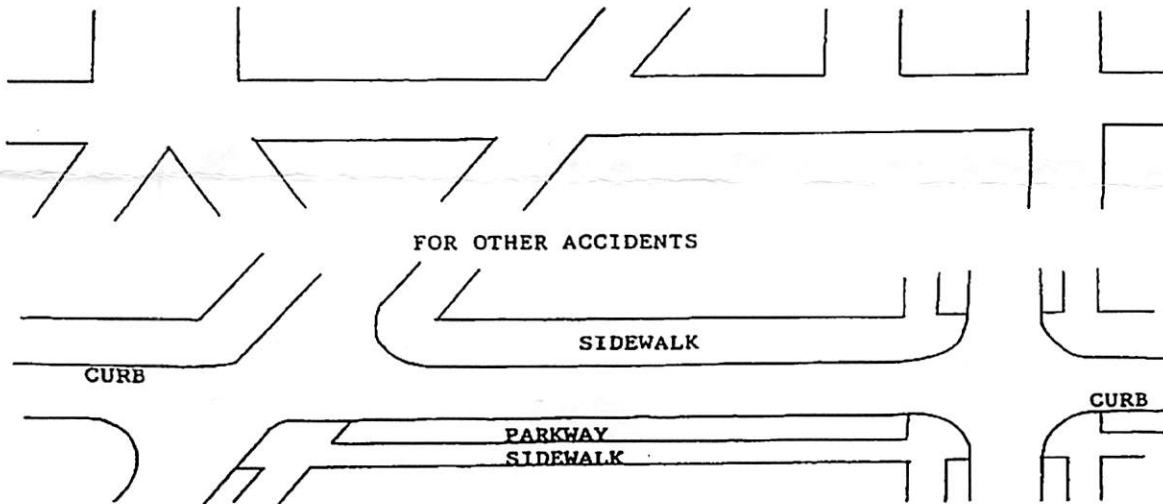 FOR OTHER ACCIDENTS
SIDEWALK
CURB
CURB
PARKWAY
SIDEWALK